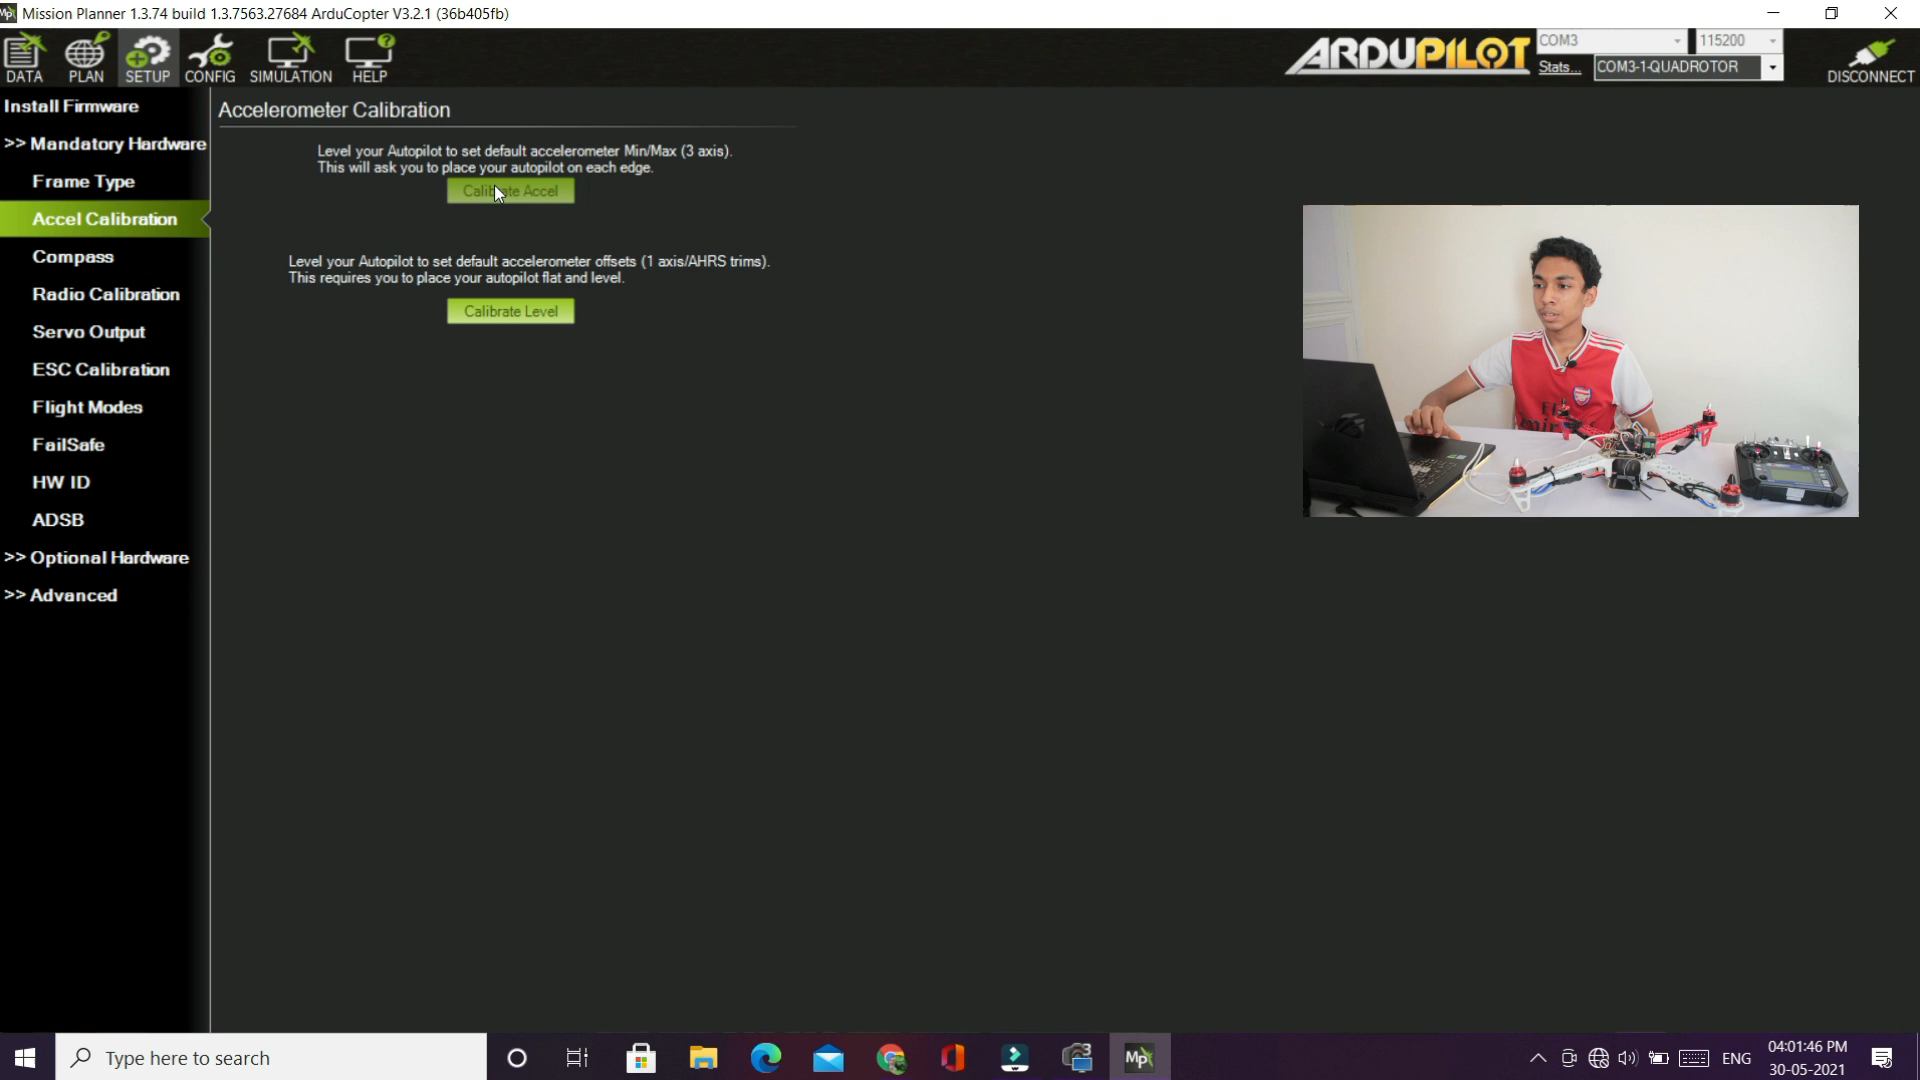 Mission Planner 1.3.74 build 1.3.7563.27684 ArduCopter V3.2.1 (36b405fb)
DATA
PLAN
SETUP
CONFIG
SIMULATION
HELP
ARDUPILOT
COM3
115200
Stats...
COM3-1-QUADROTOR
DISCONNECT
Install Firmware
>> Mandatory Hardware
Frame Type
Accel Calibration
Compass
Radio Calibration
Servo Output
ESC Calibration
Flight Modes
FailSafe
HW ID
ADSB
>> Optional Hardware
>> Advanced
Accelerometer Calibration
Level your Autopilot to set default accelerometer Min/Max (3 axis).
This will ask you to place your autopilot on each edge.
Calibrate Accel
Level your Autopilot to set default accelerometer offsets (1 axis/AHRS trims).
This requires you to place your autopilot flat and level.
Calibrate Level
Type here to search
Mp
ENG
04:01:46 PM
30-05-2021